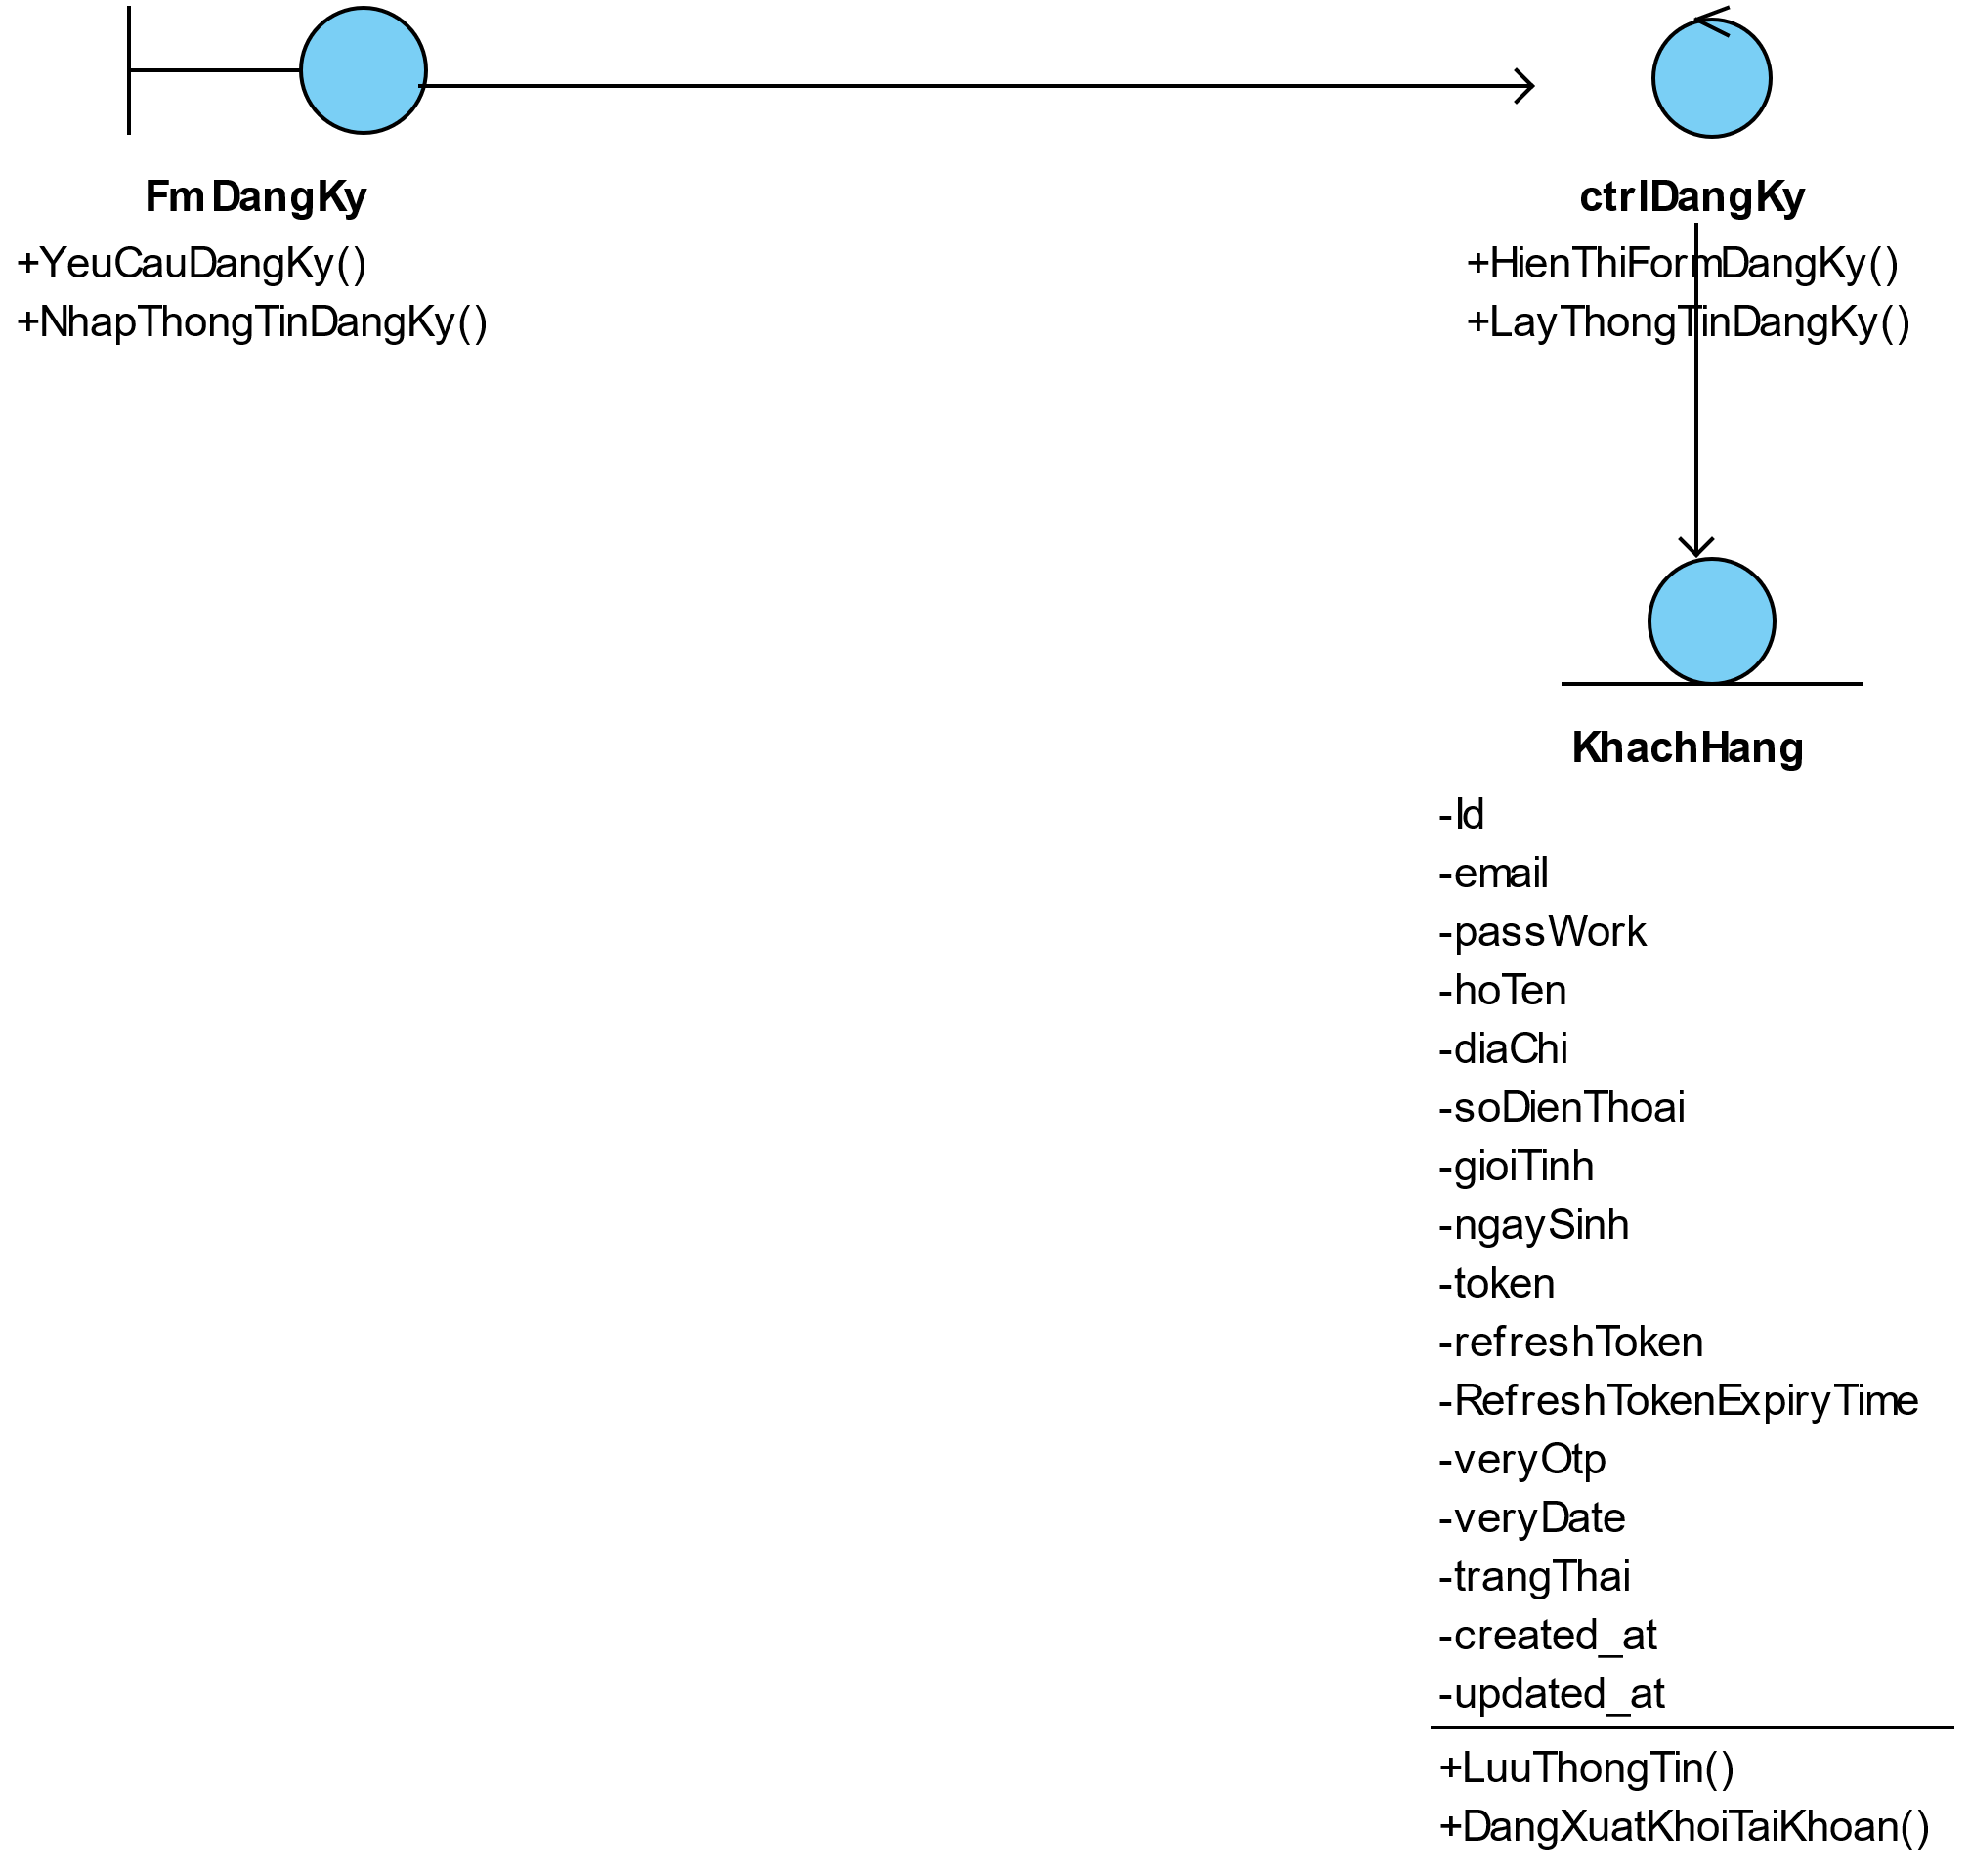 FmDangKy
+YeuCauDangKy()
+NhapThongTinDangKy()
ctrlDangKy
+HienThiFormDangKy()
+LayThongTinDangKy()
KhachHang
-Id
-email
-passWork
-hoTen
-diaChi
-soDienThoai
-gioiTinh
-ngaySinh
-token
-refreshToken
-RefreshTokenExpiryTime
-veryOtp
-veryDate
-trangThai
-created_at
-updated_at
+LuuThongTin()
+DangXuatKhoiTaiKhoan()